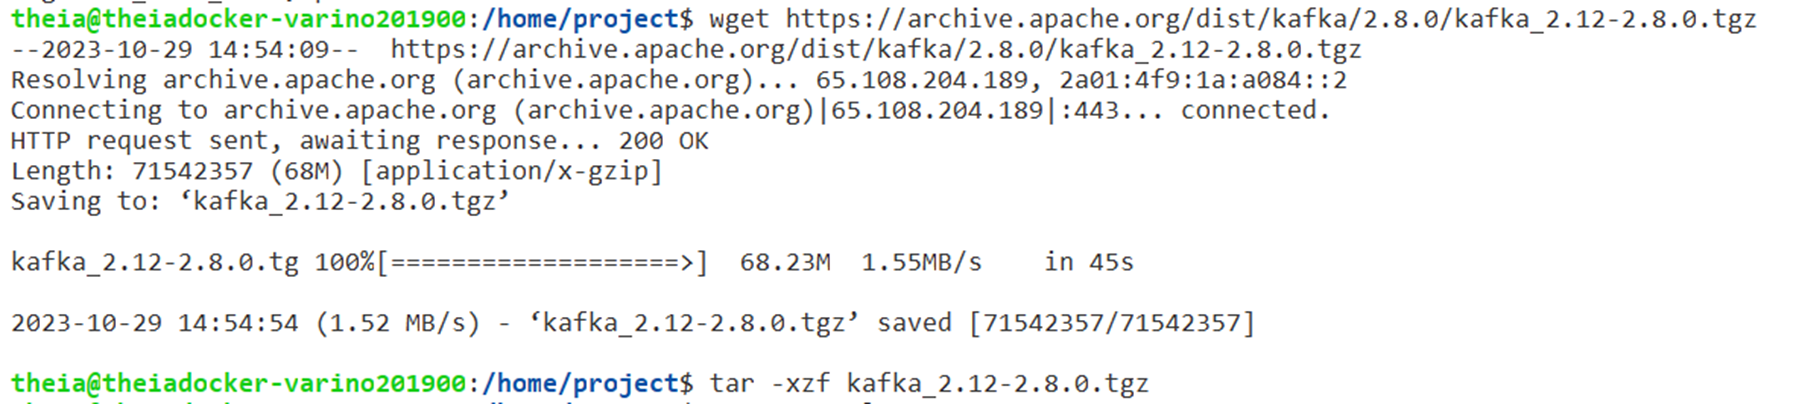 theia@theiadocker-varino201900:/home/project$ wget https://archive.apache.org/dist/kafka/2.8.0/kafka_2.12-2.8.0.tgz
--2023-10-29 14:54:09--  https://archive.apache.org/dist/kafka/2.8.0/kafka_2.12-2.8.0.tgz
Resolving archive.apache.org (archive.apache.org)... 65.108.204.189, 2a01:4f9:1a:a084::2
Connecting to archive.apache.org (archive.apache.org)|65.108.204.189|:443... connected.
HTTP request sent, awaiting response... 200 OK
Length: 71542357 (68M) [application/x-gzip]
Saving to: ‘kafka_2.12-2.8.0.tgz’
kafka_2.12-2.8.0.tg 100%[===================>]  68.23M  1.55MB/s    in 45s
2023-10-29 14:54:54 (1.52 MB/s) - ‘kafka_2.12-2.8.0.tgz’ saved [71542357/71542357]
theia@theiadocker-varino201900:/home/project$ tar -xzf kafka_2.12-2.8.0.tgz